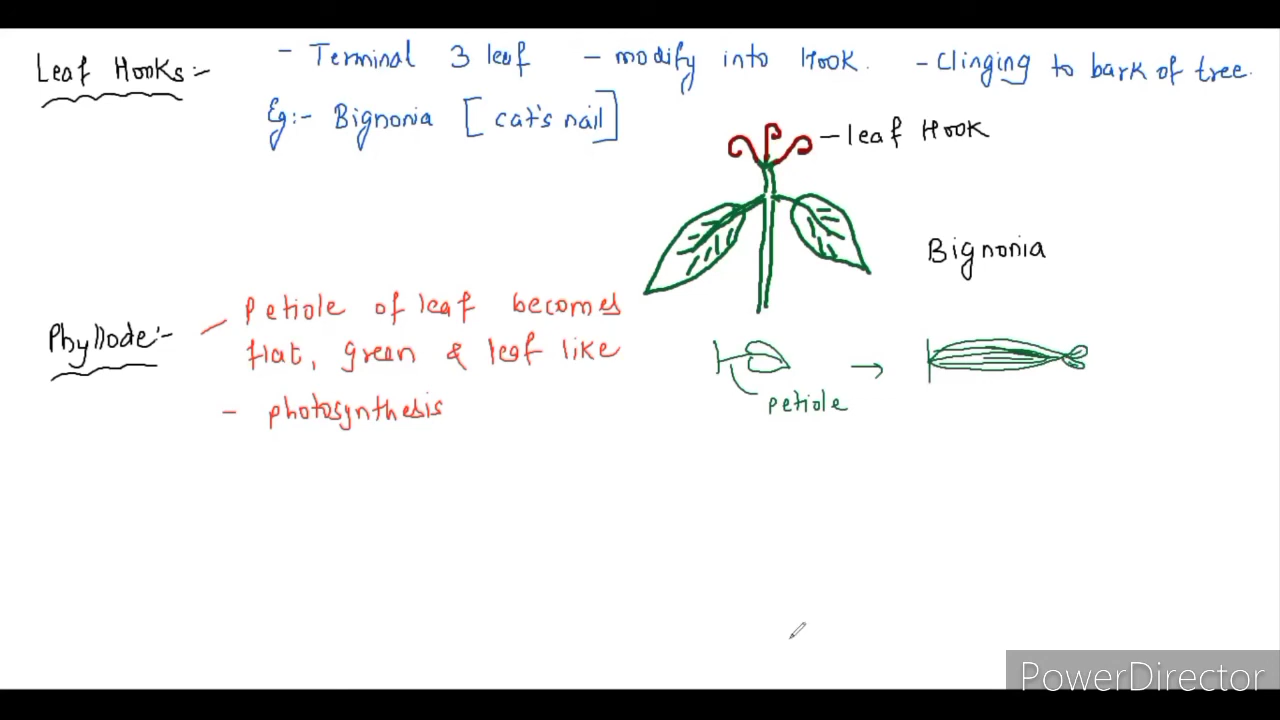 Leaf Hooks:- - Terminal 3 leaf - modify into Hook. - Clinging to bark of tree.
Eg:- Bignonia [cat's nail]
leaf Hook
Bignonia
Phyllode:- - Petiole of leaf becomes
flat, green & leaf like
- photosynthesis
petiole
PowerDirector